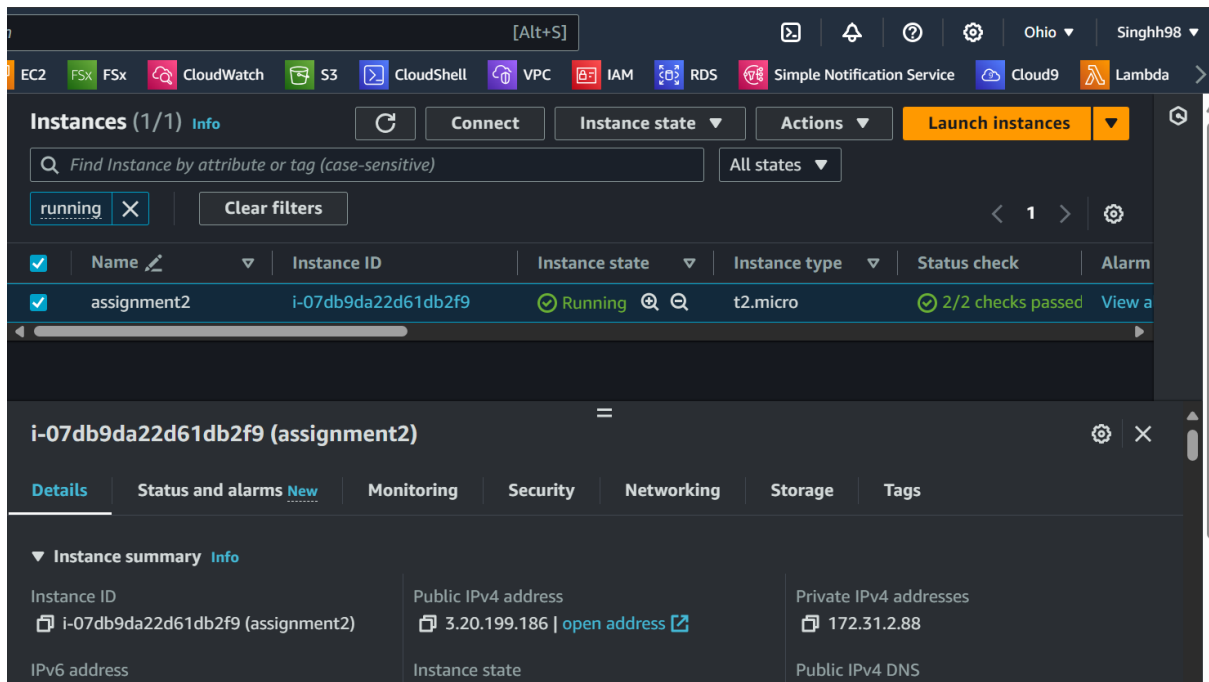 [Alt+S] Ohio ▼ Singhh98 ▼
EC2 FSx FSx CloudWatch S3 CloudShell VPC IAM RDS Simple Notification Service Cloud9 Lambda
Instances (1/1) Info Connect Instance state ▼ Actions ▼ Launch instances ▼
Find Instance by attribute or tag (case-sensitive) All states ▼
running Clear filters
1
Name Instance ID Instance state Instance type Status check Alarm
assignment2 i-07db9da22d61db2f9 Running t2.micro 2/2 checks passed View a
i-07db9da22d61db2f9 (assignment2)
Details Status and alarms New Monitoring Security Networking Storage Tags
▼ Instance summary Info
Instance ID Public IPv4 address Private IPv4 addresses
i-07db9da22d61db2f9 (assignment2) 3.20.199.186 | open address 172.31.2.88
IPv6 address Instance state Public IPv4 DNS